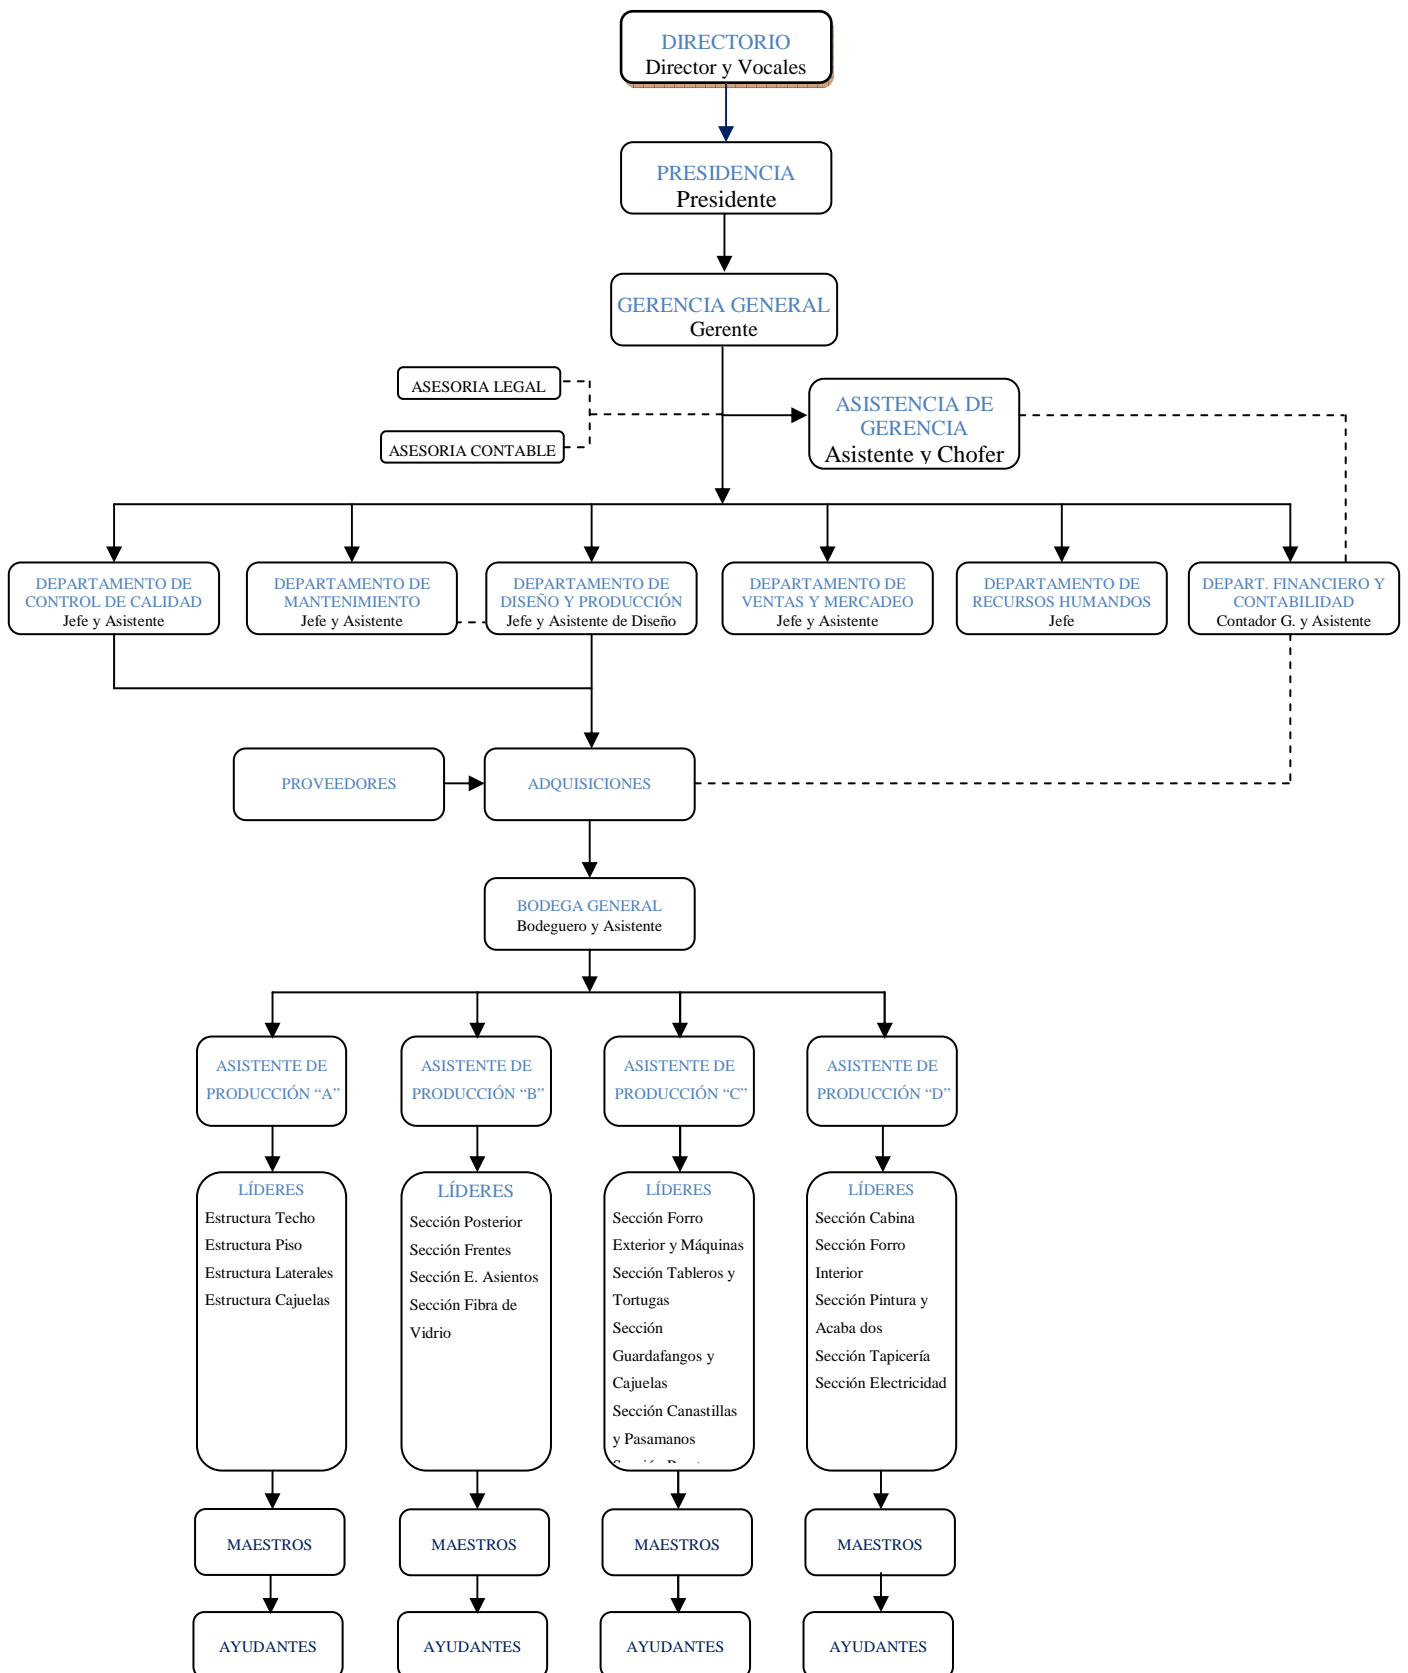 DIRECTORIO
Director y Vocales
PRESIDENCIA
Presidente
GERENCIA GENERAL
Gerente
ASESORIA LEGAL
ASESORIA CONTABLE
ASISTENCIA DE
GERENCIA
Asistente y Chofer
DEPARTAMENTO DE
CONTROL DE CALIDAD
Jefe y Asistente
DEPARTAMENTO DE
MANTENIMIENTO
Jefe y Asistente
DEPARTAMENTO DE
DISEÑO Y PRODUCCIÓN
Jefe y Asistente de Diseño
DEPARTAMENTO DE
VENTAS Y MERCADEO
Jefe y Asistente
DEPARTAMENTO DE
RECURSOS HUMANDOS
Jefe
DEPART. FINANCIERO Y
CONTABILIDAD
Contador G. y Asistente
PROVEEDORES
ADQUISICIONES
BODEGA GENERAL
Bodeguero y Asistente
ASISTENTE DE
PRODUCCIÓN “A”
ASISTENTE DE
PRODUCCIÓN “B”
ASISTENTE DE
PRODUCCIÓN “C”
ASISTENTE DE
PRODUCCIÓN “D”
LÍDERES
Estructura Techo
Estructura Piso
Estructura Laterales
Estructura Cajuelas
LÍDERES
Sección Posterior
Sección Frentes
Sección E. Asientos
Sección Fibra de
Vidrio
LÍDERES
Sección Forro
Exterior y Máquinas
Sección Tableros y
Tortugas
Sección
Guardafangos y
Cajuelas
Sección Canastillas
y Pasamanos
Sección
LÍDERES
Sección Cabina
Sección Forro
Interior
Sección Pintura y
Acaba dos
Sección Tapicería
Sección Electricidad
MAESTROS
MAESTROS
MAESTROS
MAESTROS
AYUDANTES
AYUDANTES
AYUDANTES
AYUDANTES